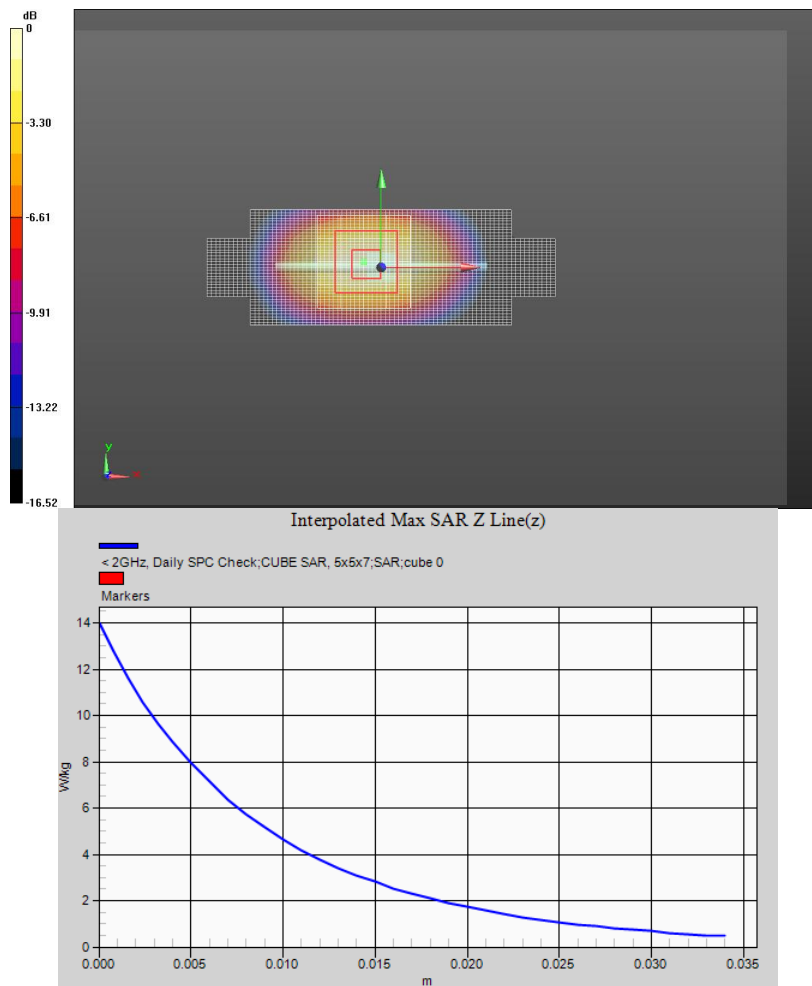 dB
0
-3.30
-6.61
-9.91
-13.22
-16.52
y
Interpolated Max SAR Z Line(z)
< 2GHz, Daily SPC Check;CUBE SAR, 5x5x7;SAR;cube 0
Markers
14
12
10
8
6
4
2
0
W/kg
0.000 0.005 0.010 0.015 0.020 0.025 0.030 0.035
m